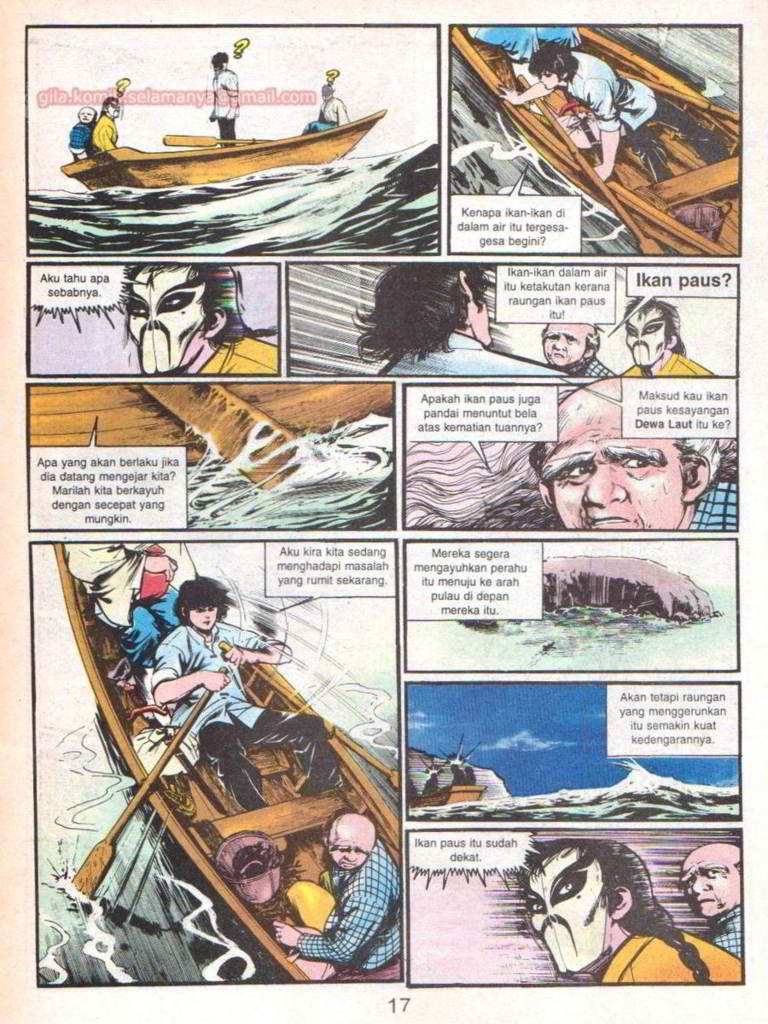 ?
?
?
?
gila.komik.selamanya@gmail.com
Kenapa ikan-ikan di
dalam air itu tergesa-
gesa begini?
Aku tahu apa
sebabnya.
Ikan-ikan dalam air
itu ketakutan kerana
raungan ikan paus
itu!
Ikan paus?
Apa yang akan berlaku jika
dia datang mengejar kita?
Marilah kita berkayuh
dengan secepat yang
mungkin.
Apakah ikan paus juga
pandai menuntut bela
atas kematian tuannya?
Maksud kau ikan
paus kesayangan
Dewa Laut itu ke?
Aku kira kita sedang
menghadapi masalah
yang rumit sekarang.
Mereka segera
mengayuhkan perahu
itu menuju ke arah
pulau di depan
mereka itu.
Akan tetapi raungan
yang menggerunkan
itu semakin kuat
kedengarannya.
Ikan paus itu sudah
dekat.
17